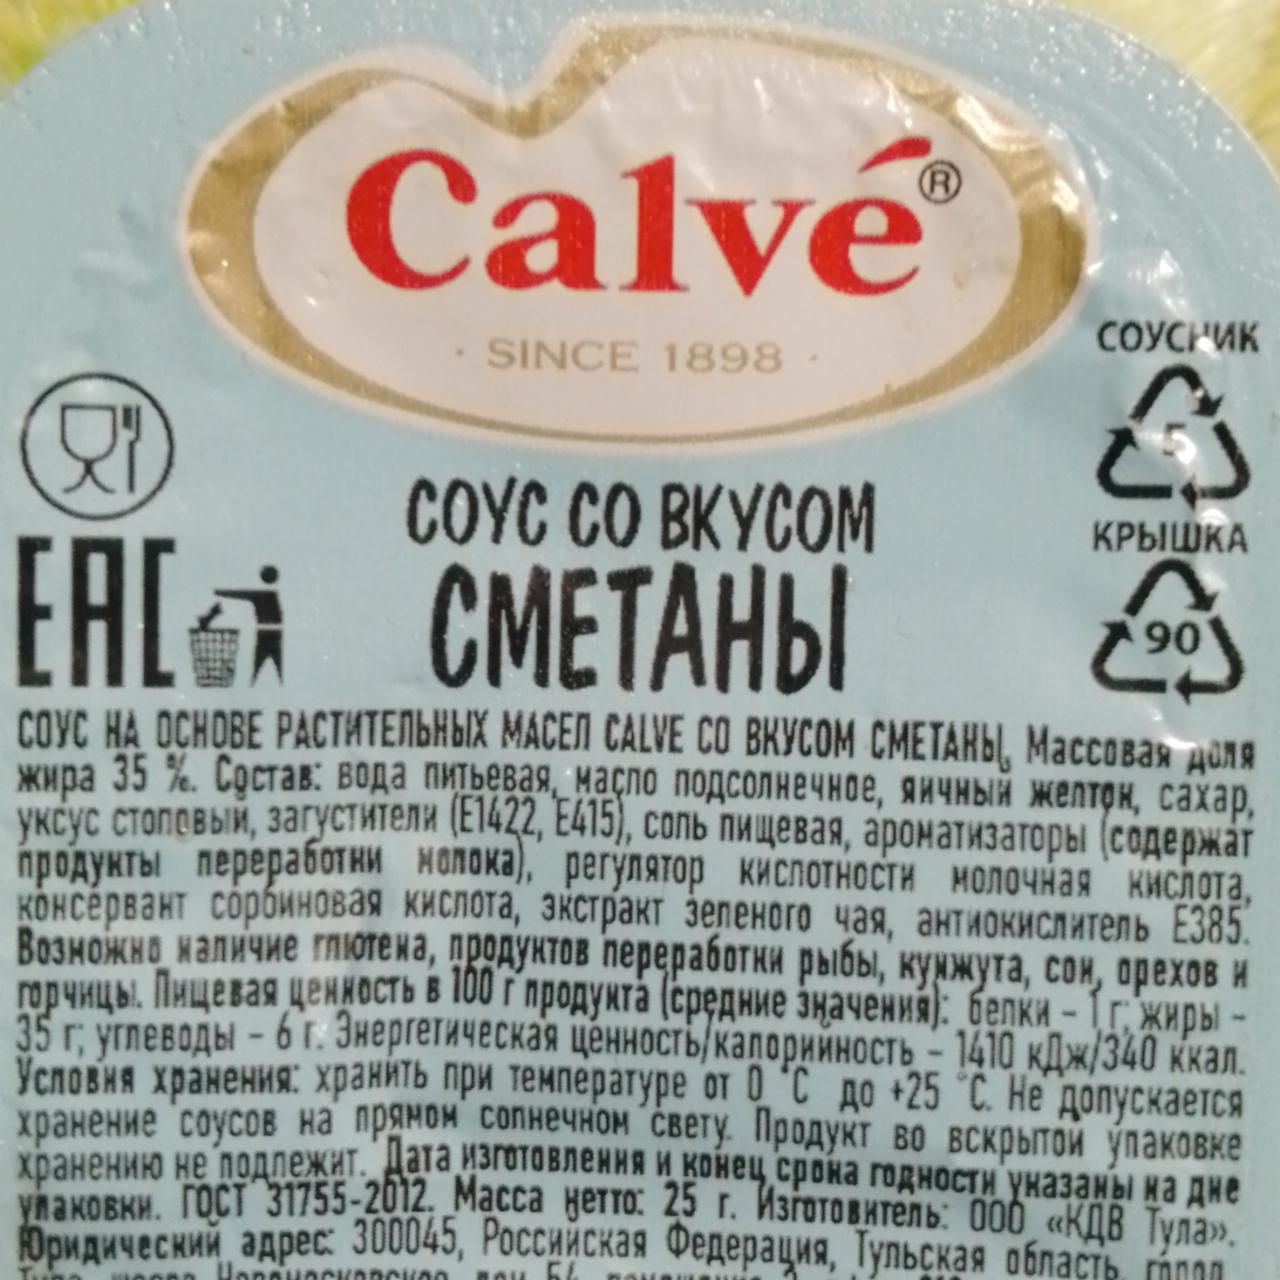 Calvé®
· SINCE 1898 ·
СОУСНИК
5
КРЫШКА
90
EAC
СОУС СО ВКУСОМ
СМЕТАНЫ
СОУС НА ОСНОВЕ РАСТИТЕЛЬНЫХ МАСЕЛ CALVE СО ВКУСОМ СМЕТАНЫ. Массовая доля
жира 35 %. Состав: вода питьевая, масло подсолнечное, яичный желток, сахар,
уксус столовый, загустители (Е1422, Е415), соль пищевая, ароматизаторы (содержат
продукты переработки молока), регулятор кислотности молочная кислота,
консервант сорбиновая кислота, экстракт зеленого чая, антиокислитель Е385.
Возможно наличие глютена, продуктов переработки рыбы, кунжута, сои, орехов и
горчицы. Пищевая ценность в 100 г продукта (средние значения): белки – 1 г; жиры –
35 г; углеводы – 6 г. Энергетическая ценность/калорийность – 1410 кДж/340 ккал.
Условия хранения: хранить при температуре от 0 °С до +25 °С. Не допускается
хранение соусов на прямом солнечном свету. Продукт во вскрытой упаковке
хранению не подлежит. Дата изготовления и конец срока годности указаны на дне
упаковки. ГОСТ 31755-2012. Масса нетто: 25 г. Изготовитель: ООО «КДВ Тула».
Юридический адрес: 300045, Российская Федерация, Тульская область, город